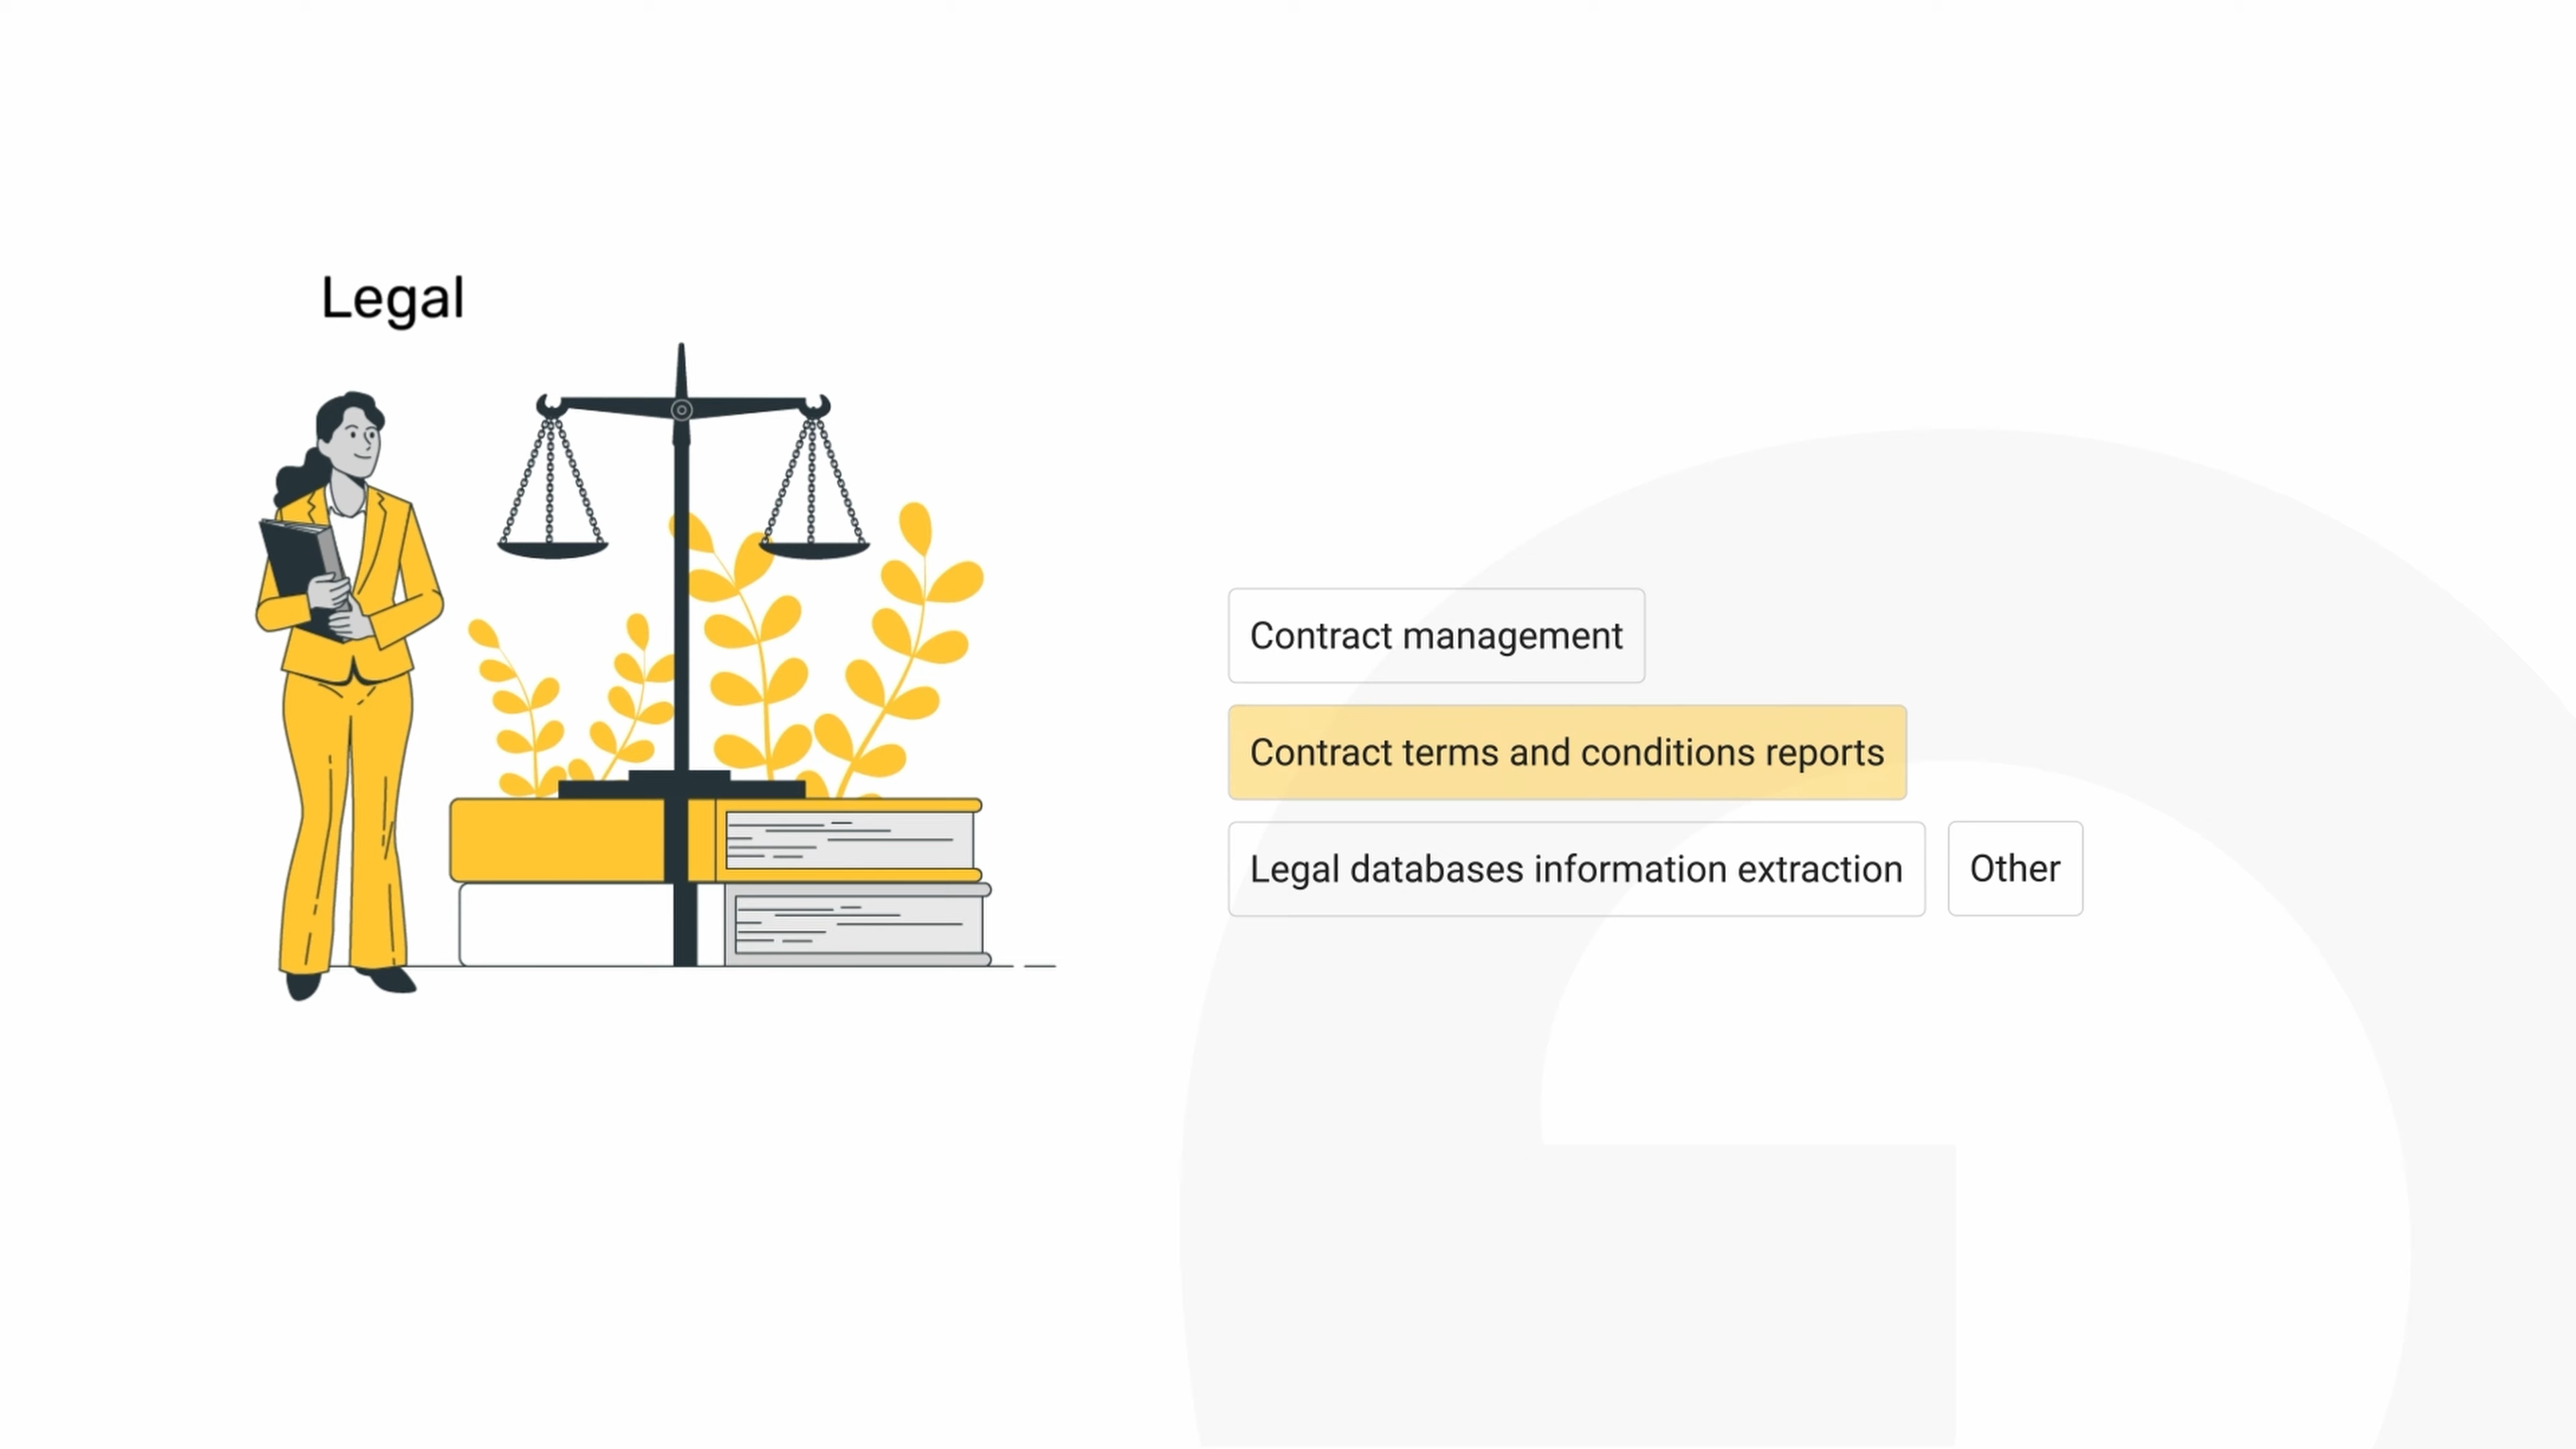 Legal
Contract management
Contract terms and conditions reports
Legal databases information extraction
Other